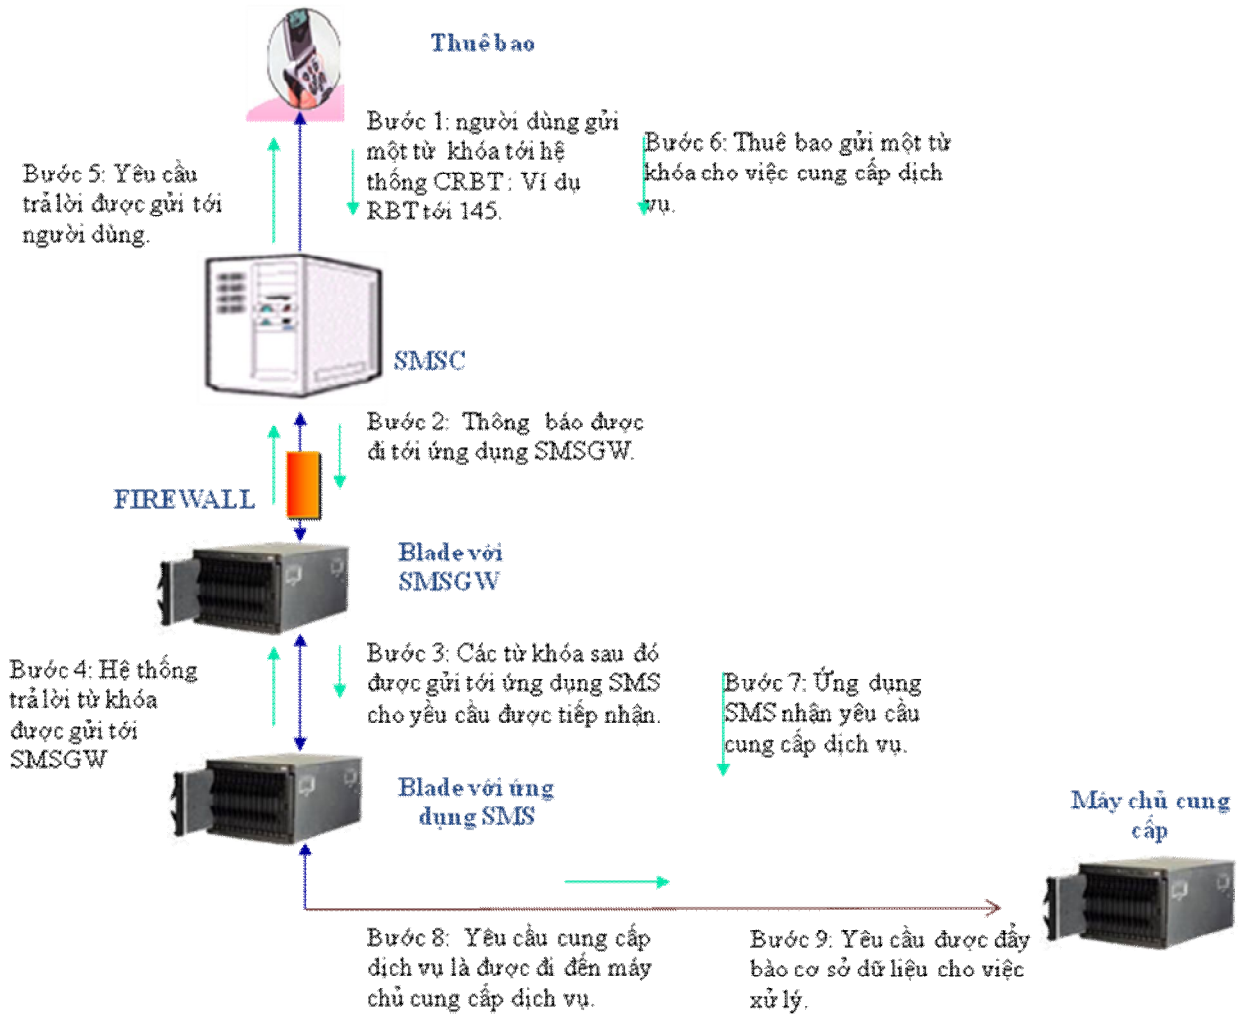 Thuê bao
Bước 1: người dùng gửi
một từ khóa tới hệ
thống CRBT : Ví dụ
RBT tới 145.
Bước 6: Thuê bao gửi một từ
khóa cho việc cung cấp dịch
vụ.
Bước 5: Yêu cầu
trả lời được gửi tới
người dùng.
SMSC
Bước 2: Thông báo được
đi tới ứng dụng SMSGW.
FIREWALL
Blade với
SMSGW
Bước 4: Hệ thống
trả lời từ khóa
được gửi tới
SMSGW
Bước 3: Các từ khóa sau đó
được gửi tới ứng dụng SMS
cho yều cầu được tiếp nhận.
Bước 7: Ứng dụng
SMS nhận yêu cầu
cung cấp dịch vụ.
Blade với ứng
dụng SMS
Máy chủ cung
cấp
Bước 8: Yêu cầu cung cấp
dịch vụ là được đi đến máy
chủ cung cấp dịch vụ.
Bước 9: Yêu cầu được đẩy
bào cơ sở dữ liệu cho việc
xử lý.